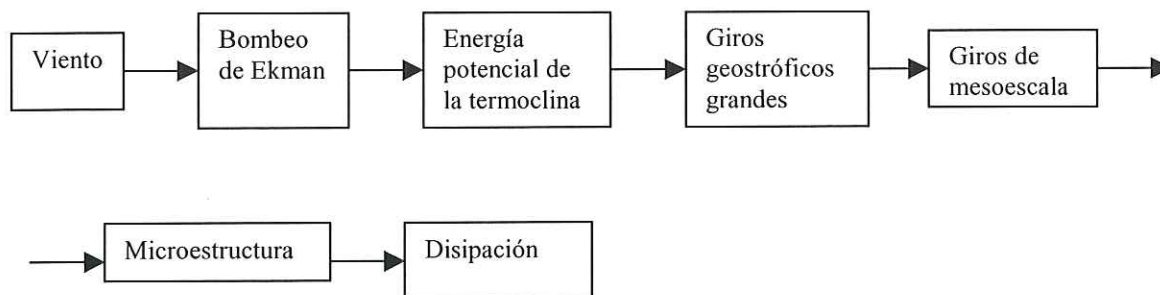 Viento
Bombeo
de Ekman
Energía
potencial de
la termoclina
Giros
geostróficos
grandes
Giros de
mesoescala
Microestructura
Disipación